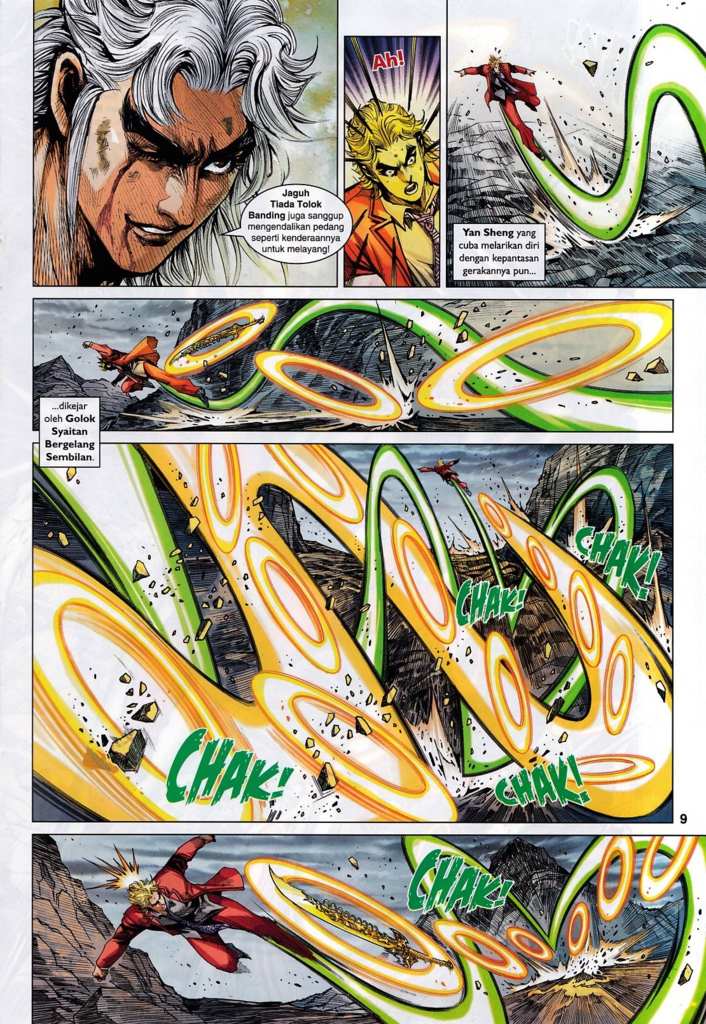 Jaguh
Tiada Tolok
Banding juga sanggup
mengendalikan pedang
seperti kenderaannya
untuk melayang!
Ah!
Yan Sheng yang
cuba melarikan diri
dengan kepantasan
gerakannya pun...
...dikejar
oleh Golok
Syaitan
Bergelang
Sembilan.
CHAK!
CHAK!
CHAK!
CHAK!
9
CHAK!